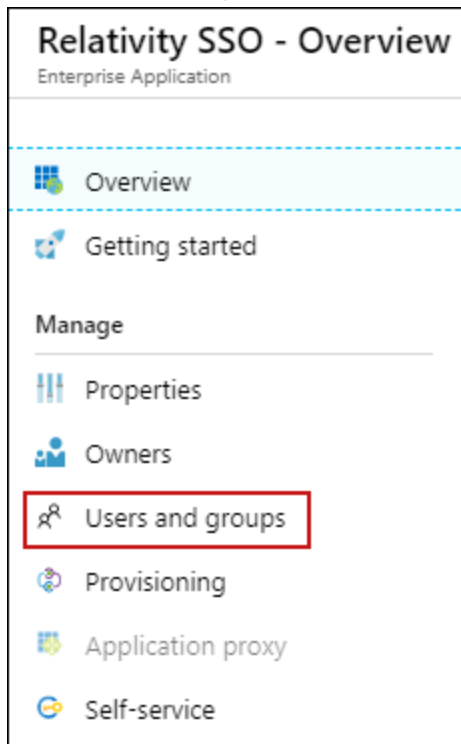 Relativity SSO - Overview
Enterprise Application
Overview
Getting started
Manage
Properties
Owners
Users and groups
Provisioning
Application proxy
Self-service